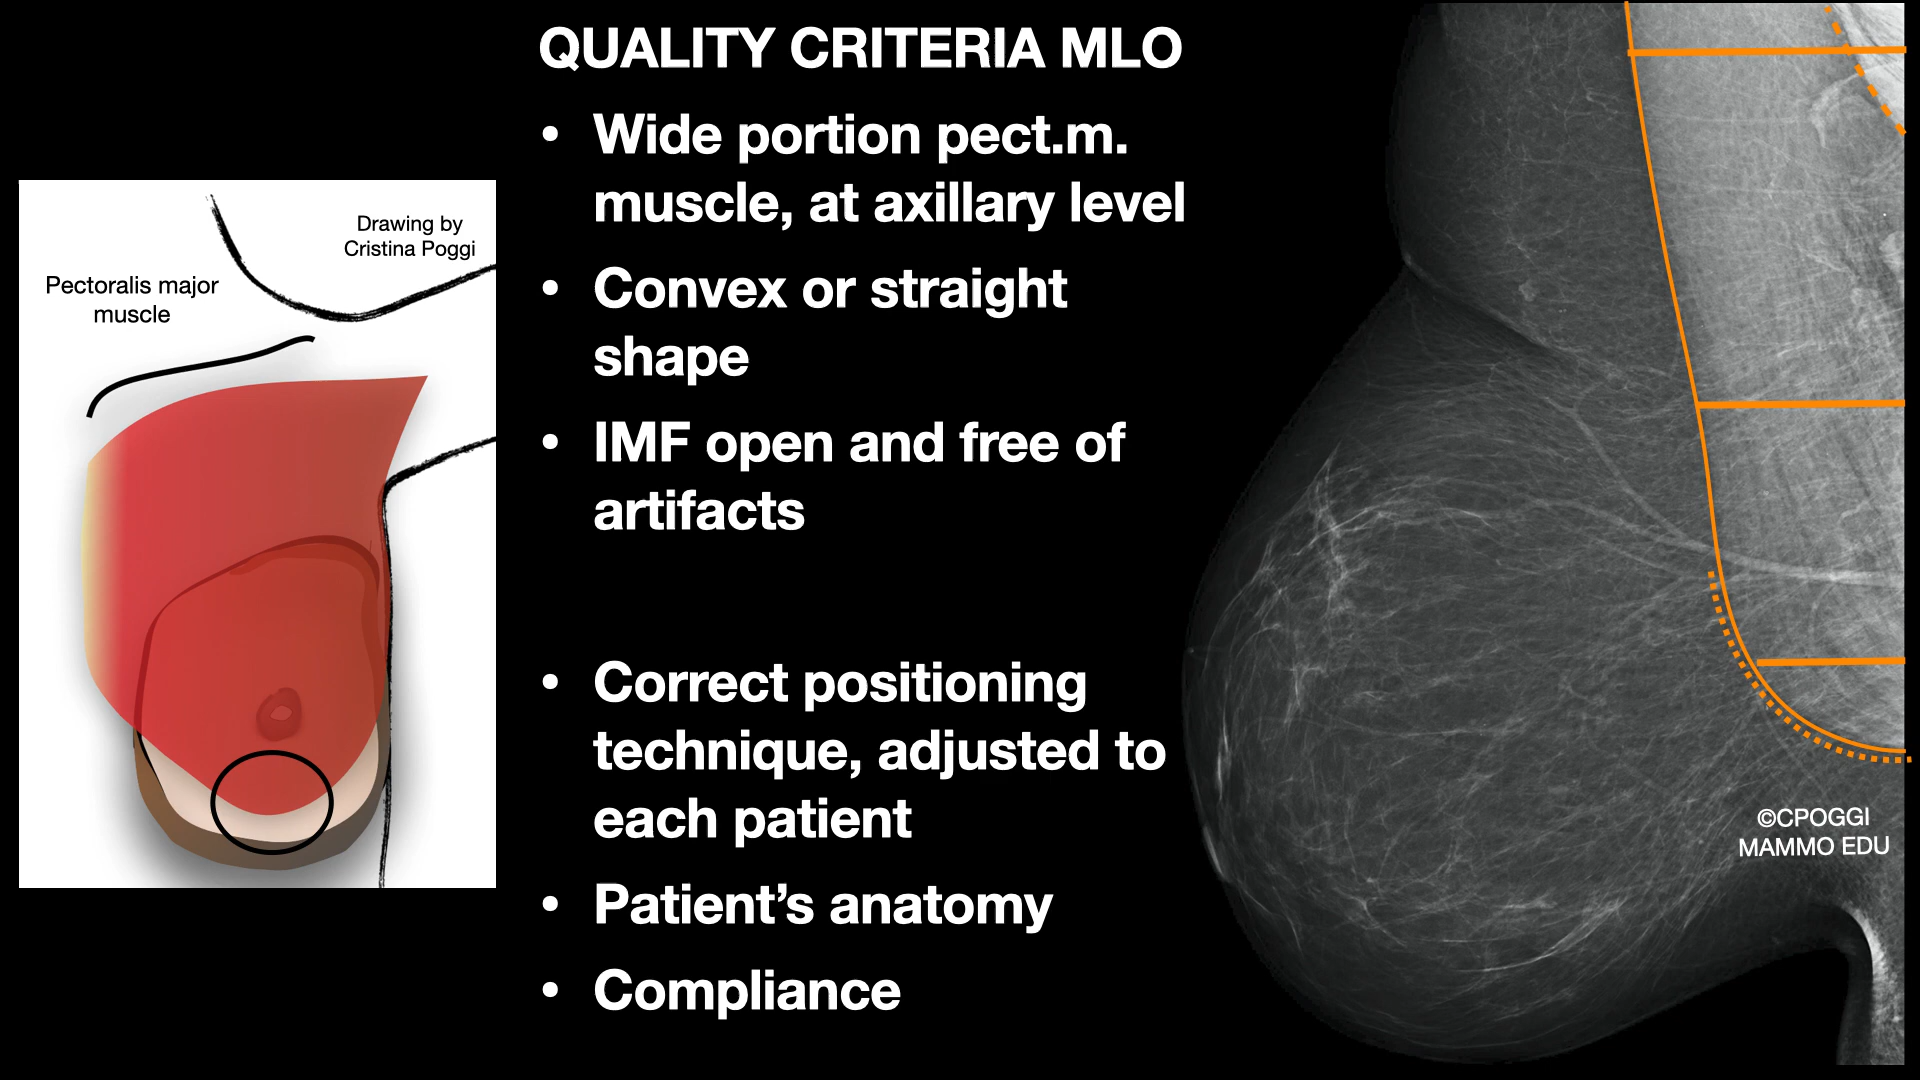 QUALITY CRITERIA MLO
• Wide portion pect.m.
muscle, at axillary level
• Convex or straight
shape
• IMF open and free of
artifacts
• Correct positioning
technique, adjusted to
each patient
• Patient’s anatomy
• Compliance
Drawing by
Cristina Poggi
Pectoralis major
muscle
©CPOGGI
MAMMO EDU